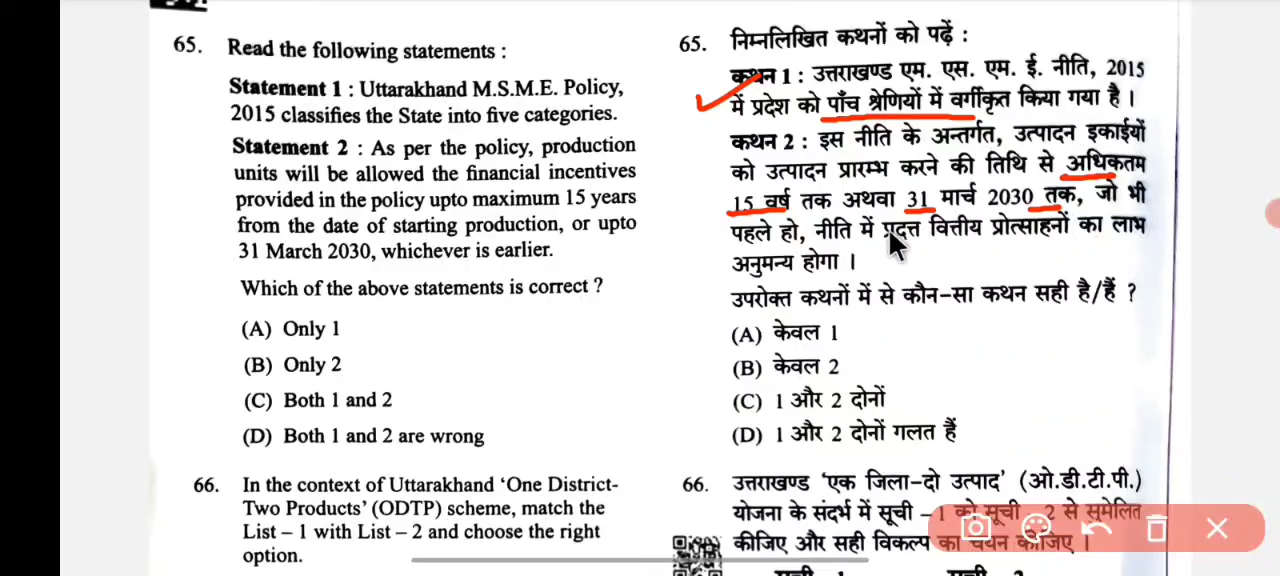 65. Read the following statements :
Statement 1 : Uttarakhand M.S.M.E. Policy,
2015 classifies the State into five categories.
Statement 2 : As per the policy, production
units will be allowed the financial incentives
provided in the policy upto maximum 15 years
from the date of starting production, or upto
31 March 2030, whichever is earlier.
Which of the above statements is correct ?
(A) Only 1
(B) Only 2
(C) Both 1 and 2
(D) Both 1 and 2 are wrong
66. In the context of Uttarakhand ‘One District-
Two Products’ (ODTP) scheme, match the
List – 1 with List – 2 and choose the right
option.
65. निम्नलिखित कथनों को पढ़ें :
कथन 1 : उत्तराखण्ड एम. एस. एम. ई. नीति, 2015
में प्रदेश को पाँच श्रेणियों में वर्गीकृत किया गया है ।
कथन 2 : इस नीति के अन्तर्गत, उत्पादन इकाईयों
को उत्पादन प्रारम्भ करने की तिथि से अधिकतम
15 वर्ष तक अथवा 31 मार्च 2030 तक, जो भी
पहले हो, नीति में प्रदत्त वित्तीय प्रोत्साहनों का लाभ
अनुमन्य होगा ।
उपरोक्त कथनों में से कौन-सा कथन सही है/हैं ?
(A) केवल 1
(B) केवल 2
(C) 1 और 2 दोनों
(D) 1 और 2 दोनों गलत हैं
66. उत्तराखण्ड ‘एक जिला-दो उत्पाद’ (ओ.डी.टी.पी.)
योजना के संदर्भ में सूची – 1 को सूची – 2 से सुमेलित
कीजिए और सही विकल्प का चयन कीजिए ।